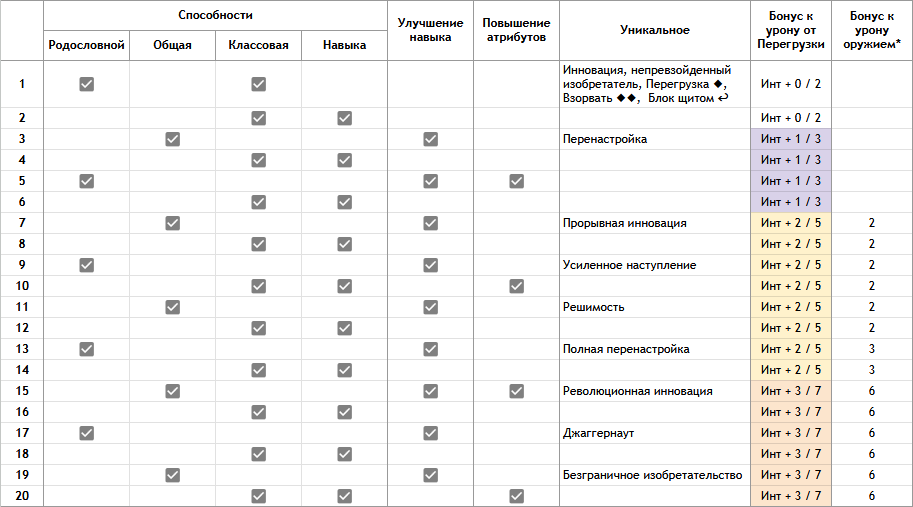 Способности Улучшение навыка Повышение атрибутов Уникальное Бонус к урону от Перегрузки Бонус к урону оружием*
Родословной Общая Классовая Навыка
1 Инновация, непревзойденный изобретатель, Перегрузка ◆, Взорвать ◆◆, Блок щитом ↩ Инт + 0 / 2
2 Инт + 0 / 2
3 Перенастройка Инт + 1 / 3
4 Инт + 1 / 3
5 Инт + 1 / 3
6 Инт + 1 / 3
7 Прорывная инновация Инт + 2 / 5 2
8 Инт + 2 / 5 2
9 Усиленное наступление Инт + 2 / 5 2
10 Инт + 2 / 5 2
11 Решимость Инт + 2 / 5 2
12 Инт + 2 / 5 2
13 Полная перенастройка Инт + 2 / 5 3
14 Инт + 2 / 5 3
15 Революционная инновация Инт + 3 / 7 6
16 Инт + 3 / 7 6
17 Джаггернаут Инт + 3 / 7 6
18 Инт + 3 / 7 6
19 Безграничное изобретательство Инт + 3 / 7 6
20 Инт + 3 / 7 6